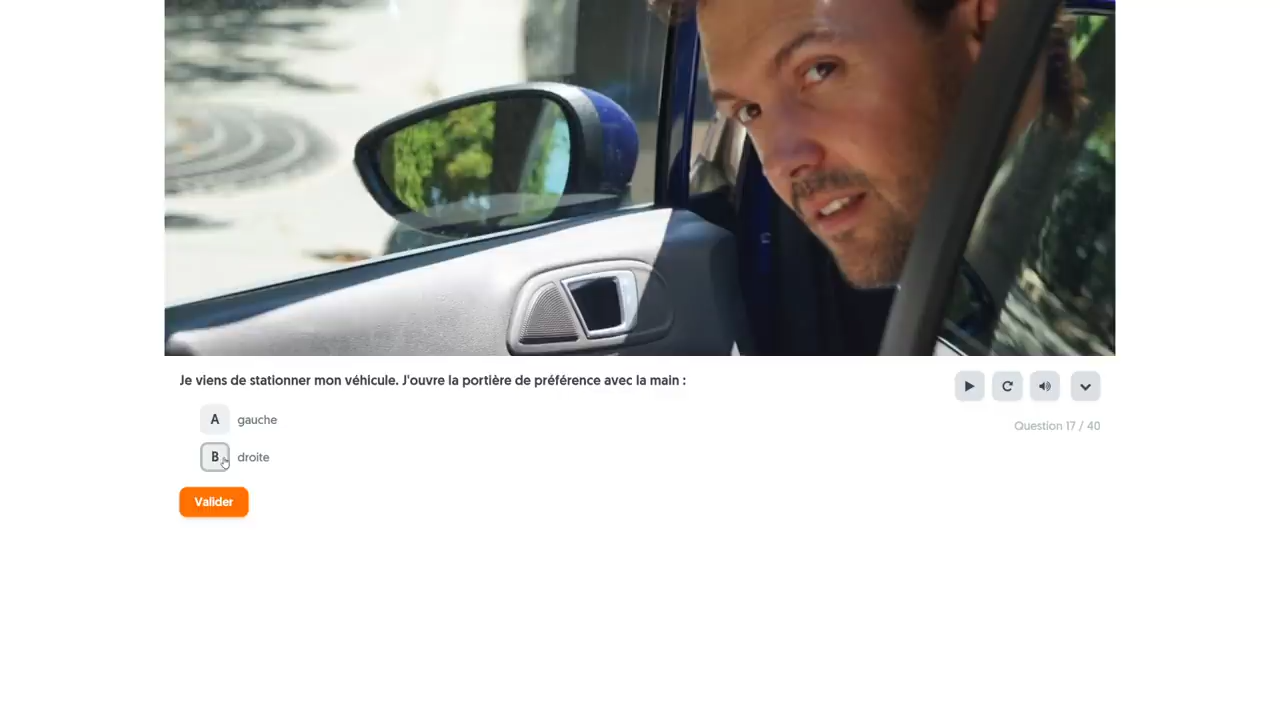 Je viens de stationner mon véhicule. J'ouvre la portière de préférence avec la main :
A gauche
Question 17 / 40
B droite
Valider